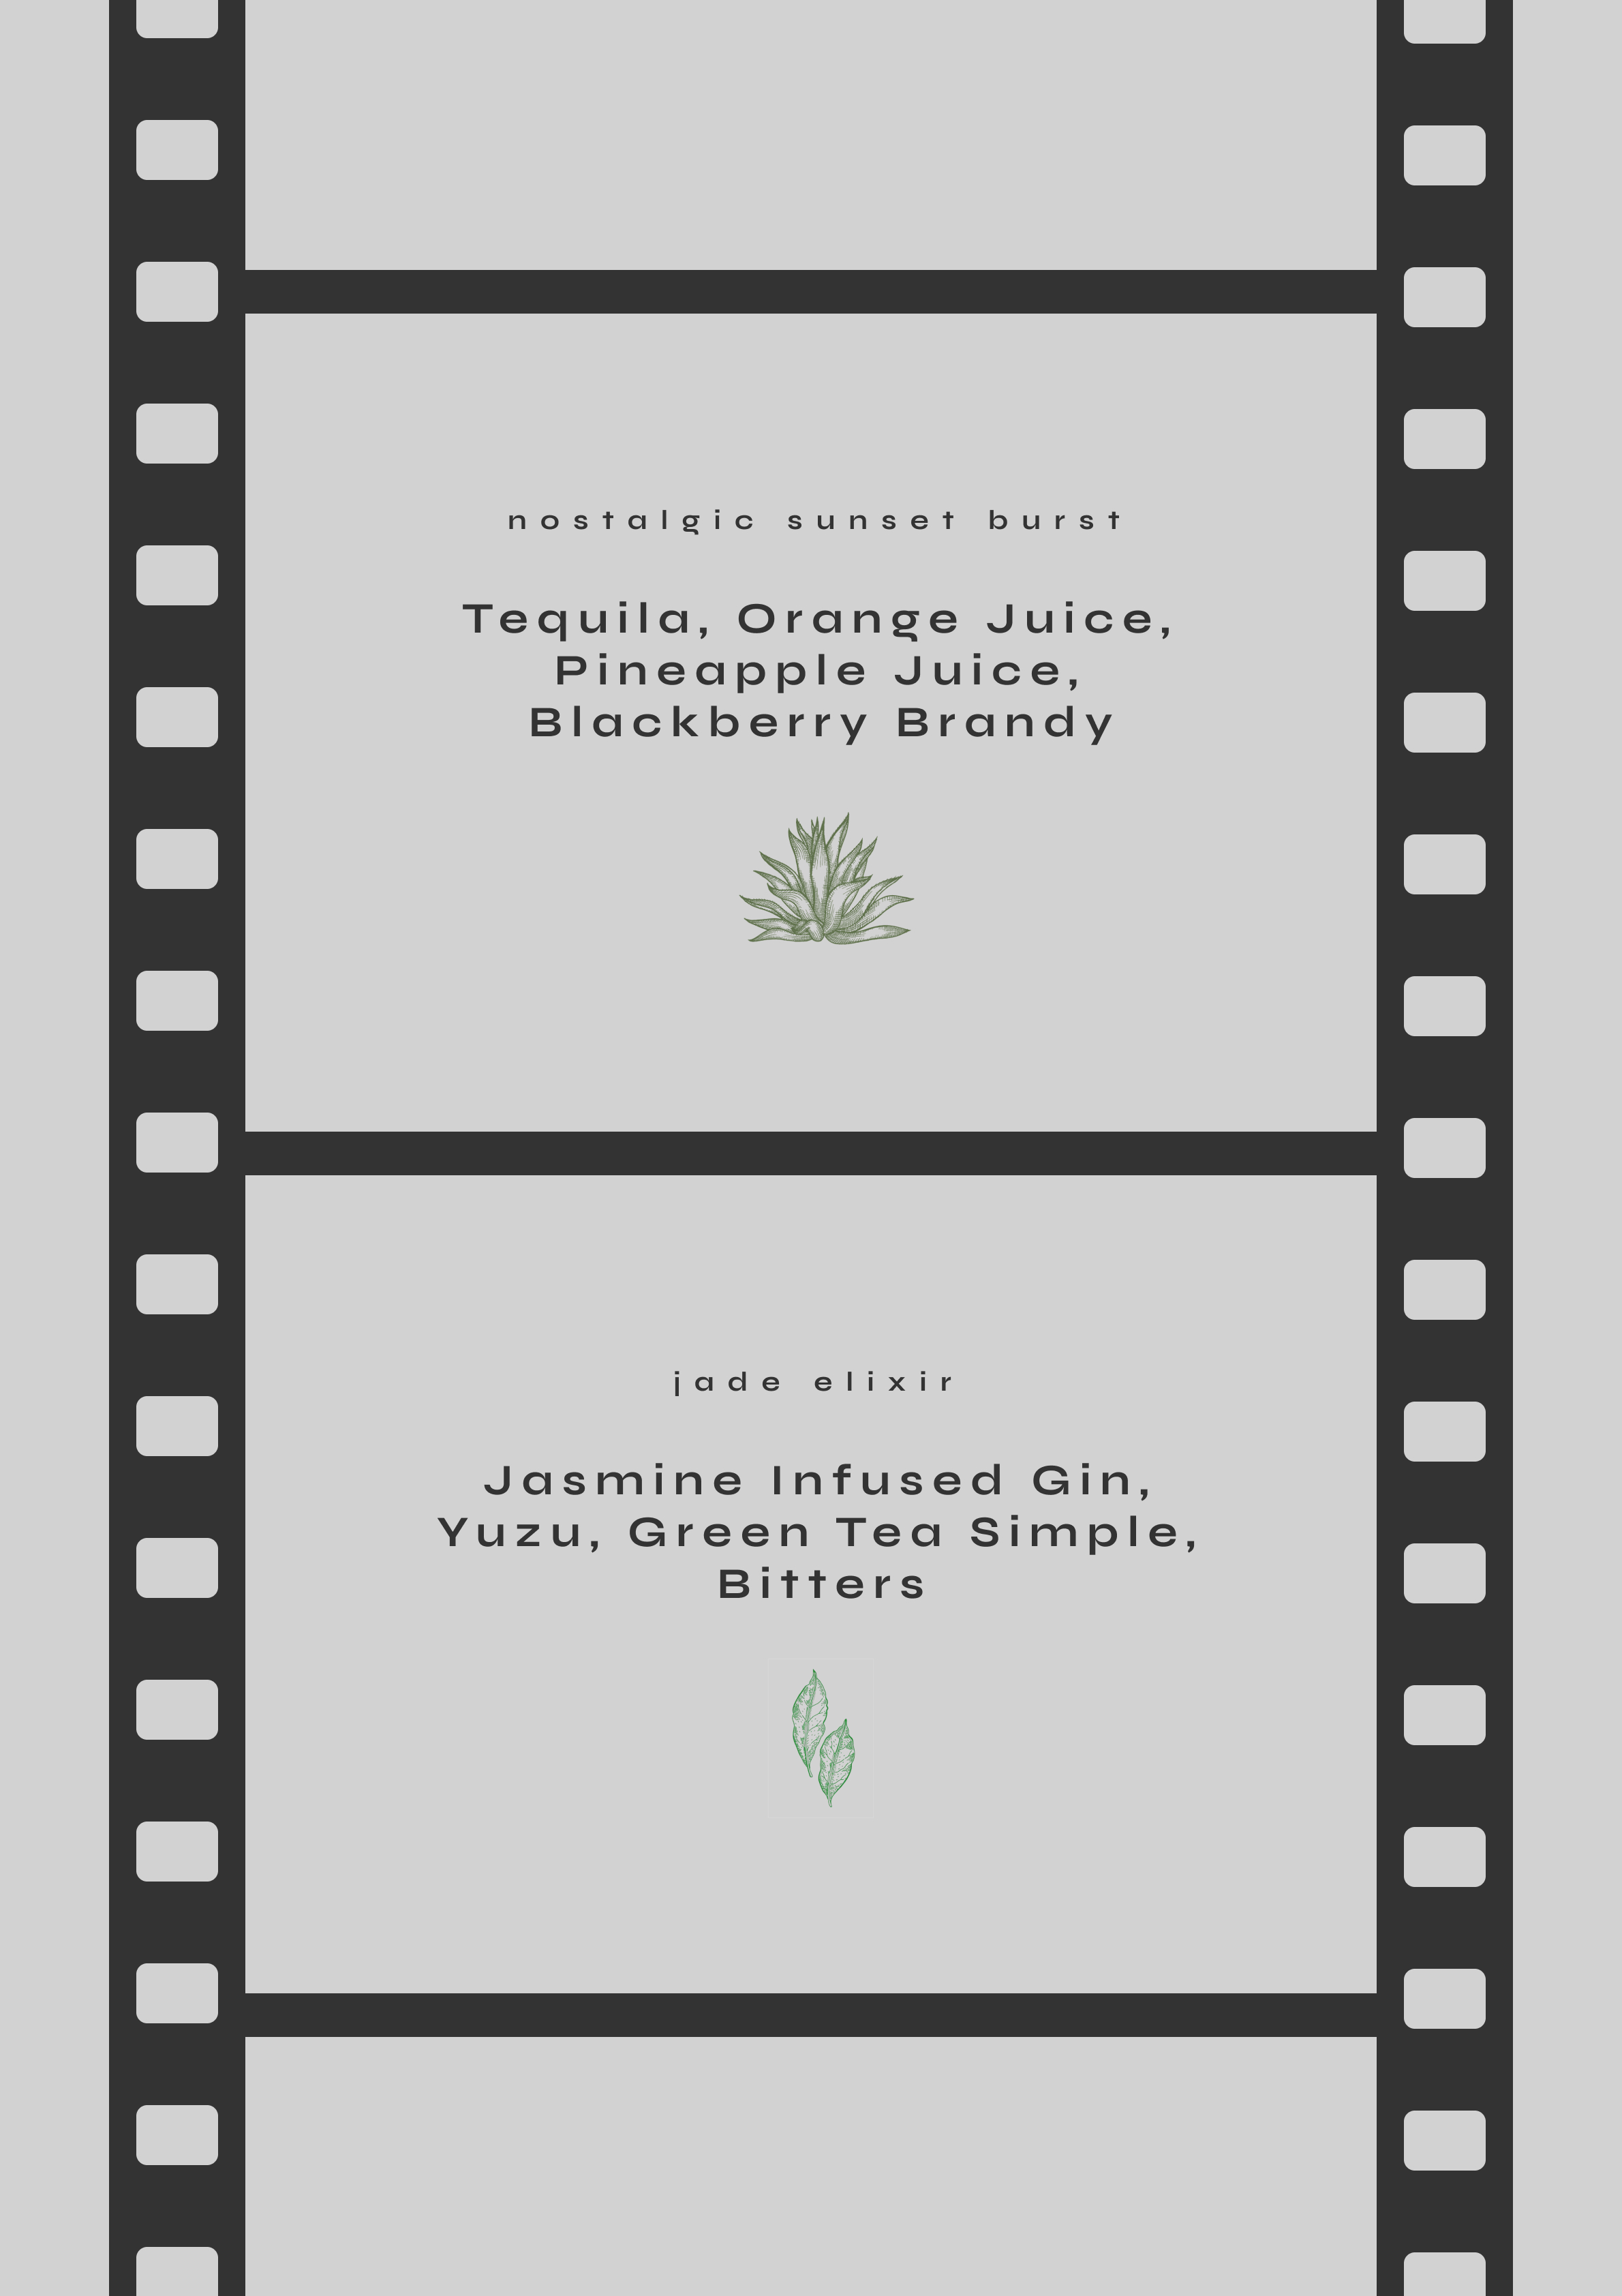 nostalgic sunset burst
Tequila, Orange Juice,
Pineapple Juice,
Blackberry Brandy
jade elixir
Jasmine Infused Gin,
Yuzu, Green Tea Simple,
Bitters